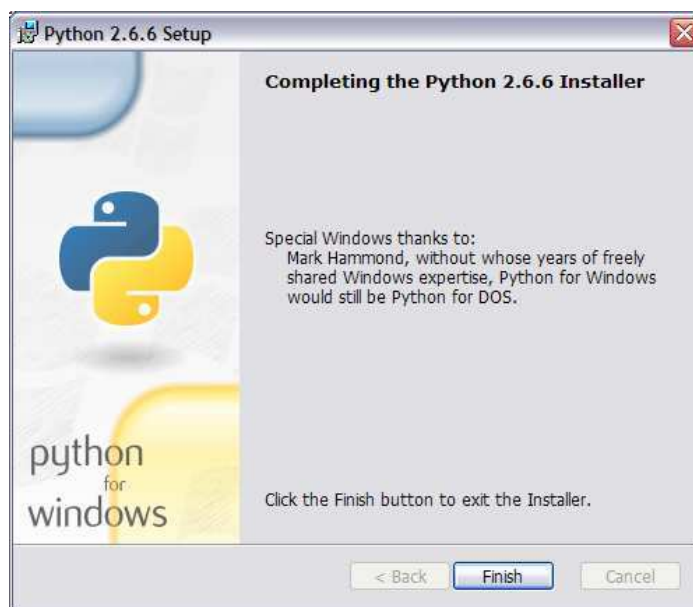 Python 2.6.6 Setup
Completing the Python 2.6.6 Installer
Special Windows thanks to:
Mark Hammond, without whose years of freely
shared Windows expertise, Python for Windows
would still be Python for DOS.
python
for
windows
Click the Finish button to exit the Installer.
< Back
Finish
Cancel